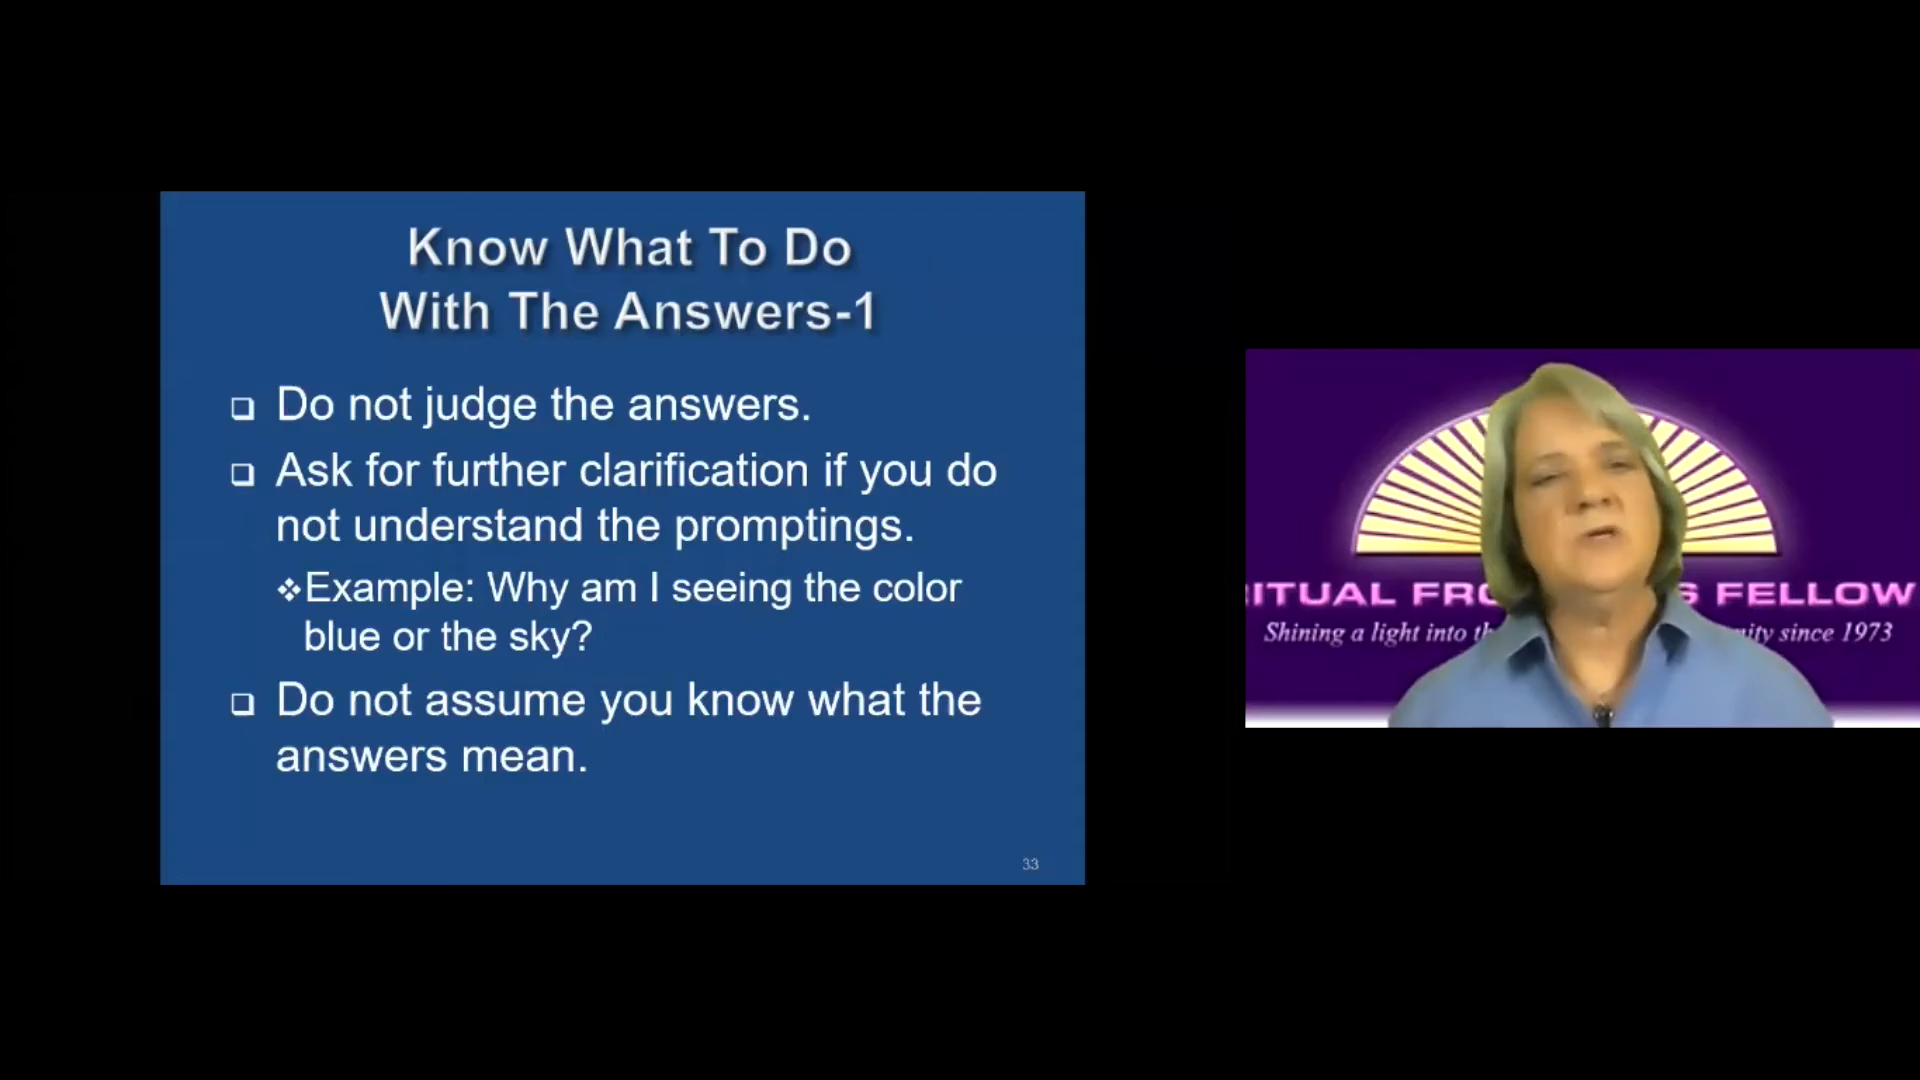 Know What To Do
With The Answers-1
Do not judge the answers.
Ask for further clarification if you do
not understand the promptings.
Example: Why am I seeing the color
blue or the sky?
Do not assume you know what the
answers mean.
33
FELLOW
Shining a light into
since 1973